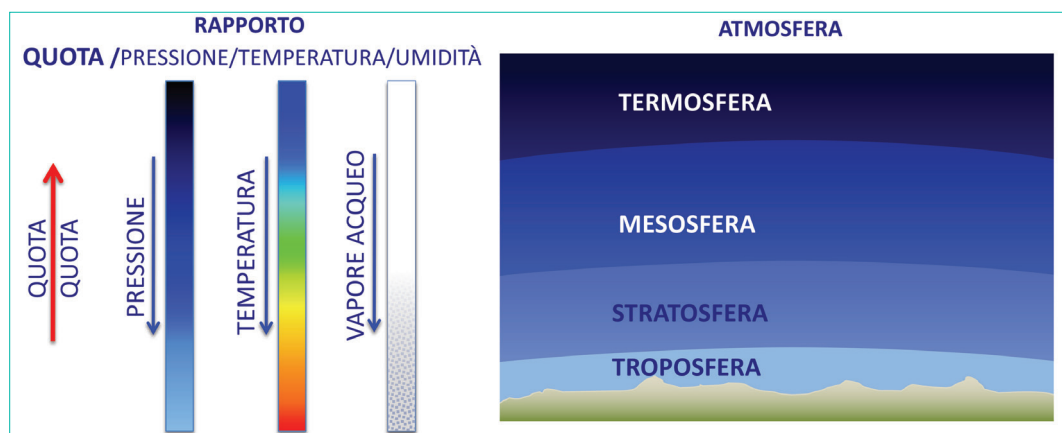 RAPPORTO
QUOTA /PRESSIONE/TEMPERATURA/UMIDITÀ
QUOTA
QUOTA
PRESSIONE
TEMPERATURA
VAPORE ACQUEO
ATMOSFERA
TERMOSFERA
MESOSFERA
STRATOSFERA
TROPOSFERA